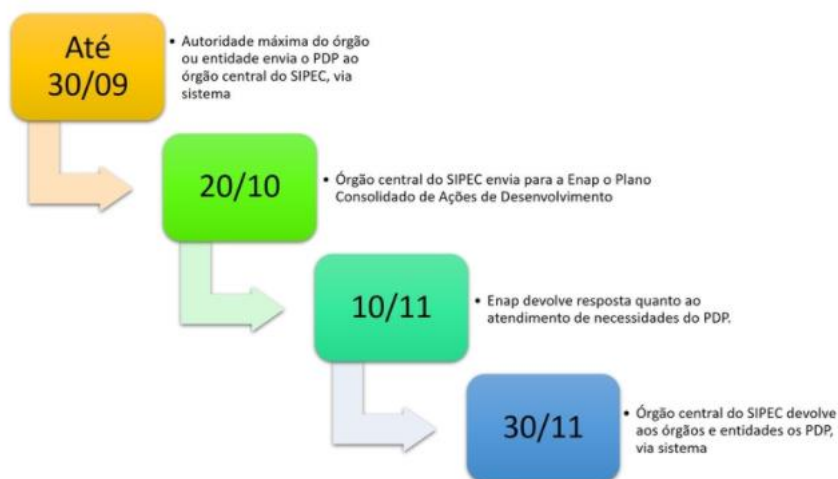 Até
30/09
• Autoridade máxima do órgão
ou entidade envia o PDP ao
órgão central do SIPEC, via
sistema
20/10
• Órgão central do SIPEC envia para a Enap o Plano
Consolidado de Ações de Desenvolvimento
10/11
• Enap devolve resposta quanto ao
atendimento de necessidades do PDP.
30/11
• Órgão central do SIPEC devolve
aos órgãos e entidades os PDP,
via sistema